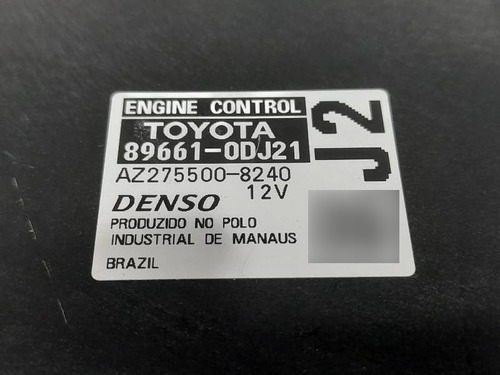 ENGINE CONTROL
TOYOTA
89661-0DJ21
AZ275500-8240
12V
DENSO
PRODUZIDO NO POLO
INDUSTRIAL DE MANAUS
BRAZIL
J2